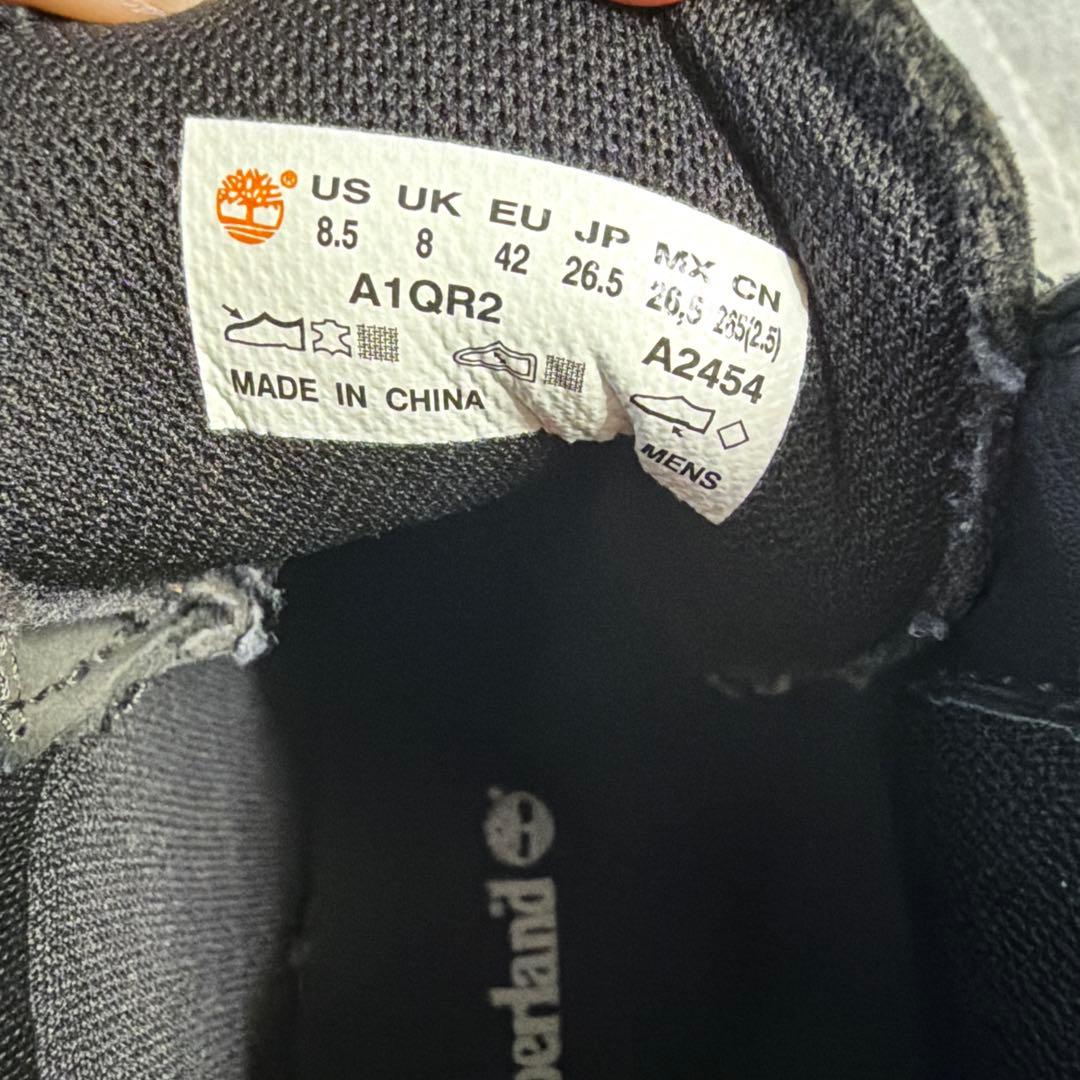 ® US UK EU JP MX CN
8.5 8 42 26.5 26,5 265(2.5)
A1QR2 A2454
MADE IN CHINA MENS
berland